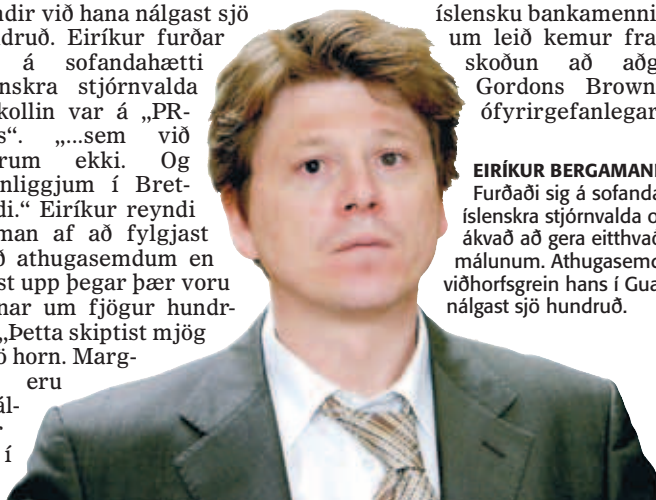 ndir við hana nálgast sjö
ndruð. Eiríkur furðar
á sofandahætti
nskra stjórnvalda
kollin var á „PR-
s“. „...sem við
rum ekki. Og
nliggjum í Bret-
di.“ Eiríkur reyndi
man af að fylgjast
ð athugasemdum en
st upp þegar þær voru
nar um fjögur hundr-
„Þetta skiptist mjög
ö horn. Marg-
eru
ál-
í
íslensku bankamenni
um leið kemur fra
skoðun að aðg
Gordons Brown
ófyrirgefanlegar
EIRÍKUR BERGAMANN
Furðaði sig á sofanda
íslenskra stjórnvalda o
ákvað að gera eitthvað
málunum. Athugasemd
viðhorfsgrein hans í Gua
nálgast sjö hundruð.